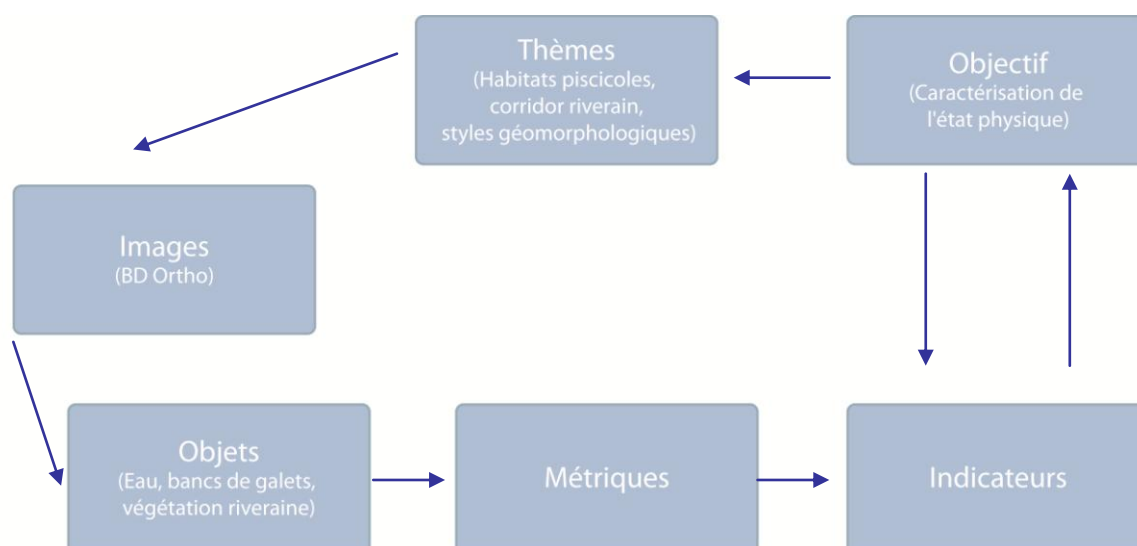 Thèmes
(Habitats piscicoles,
corridor riverain,
styles géomorphologiques)
Objectif
(Caractérisation de
l'état physique)
Images
(BD Ortho)
Objets
(Eau, bancs de galets,
végétation riveraine)
Métriques
Indicateurs